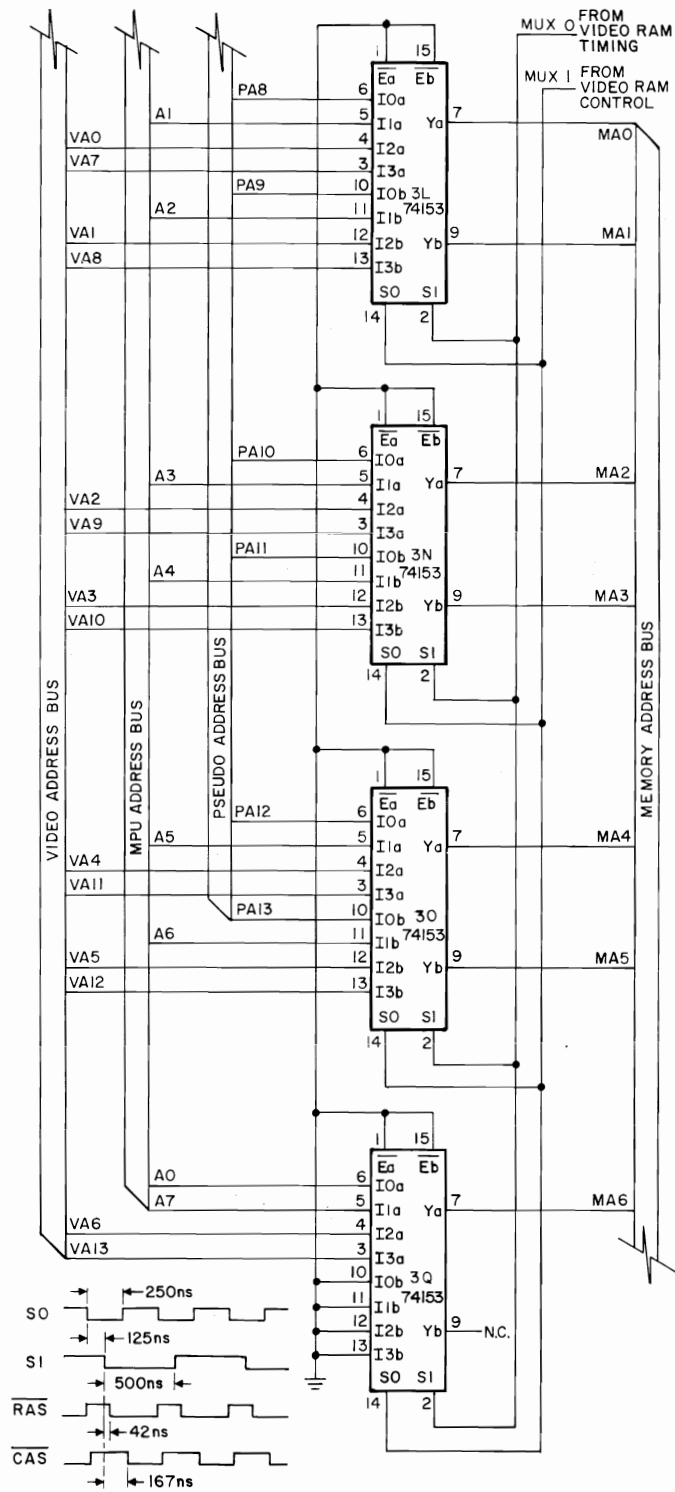 MUX 0 FROM VIDEO RAM TIMING
MUX 1 FROM VIDEO RAM CONTROL
1 15
Ea Eb
PA8 6 I0a
A1 5 I1a Ya 7 MA0
VA0 4 I2a
VA7 3 I3a
PA9 10 I0b 3L
A2 11 I1b 74153
VA1 12 I2b Yb 9 MA1
VA8 13 I3b
S0 S1
14 2
1 15
Ea Eb
PA10 6 I0a
A3 5 I1a Ya 7 MA2
VA2 4 I2a
VA9 3 I3a
PA11 10 I0b 3N
A4 11 I1b 74153
VA3 12 I2b Yb 9 MA3
VA10 13 I3b
S0 S1
14 2
VIDEO ADDRESS BUS
MPU ADDRESS BUS
PSEUDO ADDRESS BUS
MEMORY ADDRESS BUS
1 15
Ea Eb
PA12 6 I0a
A5 5 I1a Ya 7 MA4
VA4 4 I2a
VA11 3 I3a
PA13 10 I0b 3O
A6 11 I1b 74153
VA5 12 I2b Yb 9 MA5
VA12 13 I3b
S0 S1
14 2
1 15
Ea Eb
A0 6 I0a
A7 5 I1a Ya 7 MA6
VA6 4 I2a
VA13 3 I3a
10 I0b 3Q
11 I1b 74153
12 I2b Yb 9 N.C.
13 I3b
S0 S1
14 2
250ns
S0
125ns
S1
500ns
RAS
42ns
CAS
167ns